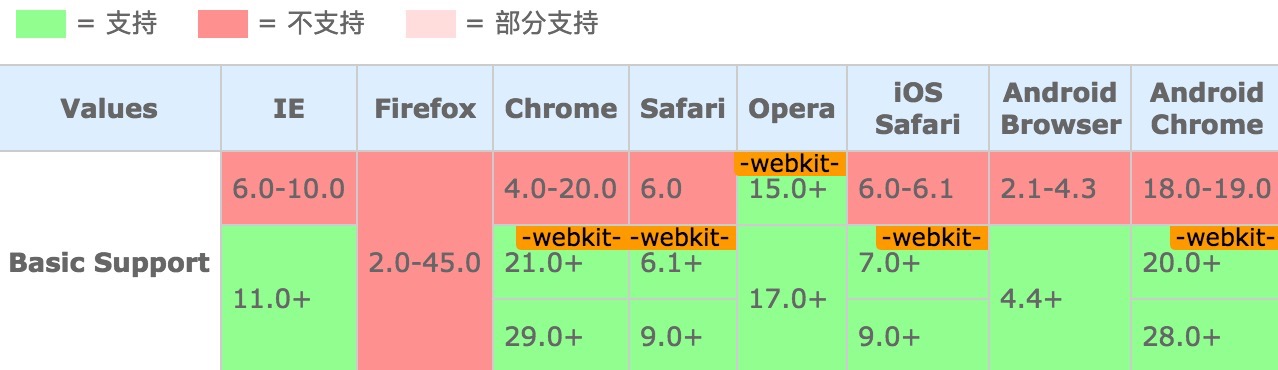 = 支持 = 不支持 = 部分支持
Values IE Firefox Chrome Safari Opera iOS Safari Android Browser Android Chrome
-webkit-
6.0-10.0 4.0-20.0 6.0 15.0+ 6.0-6.1 2.1-4.3 18.0-19.0
-webkit- -webkit- -webkit- -webkit-
Basic Support 2.0-45.0 21.0+ 6.1+ 7.0+ 20.0+
11.0+ 17.0+ 4.4+
29.0+ 9.0+ 9.0+ 28.0+